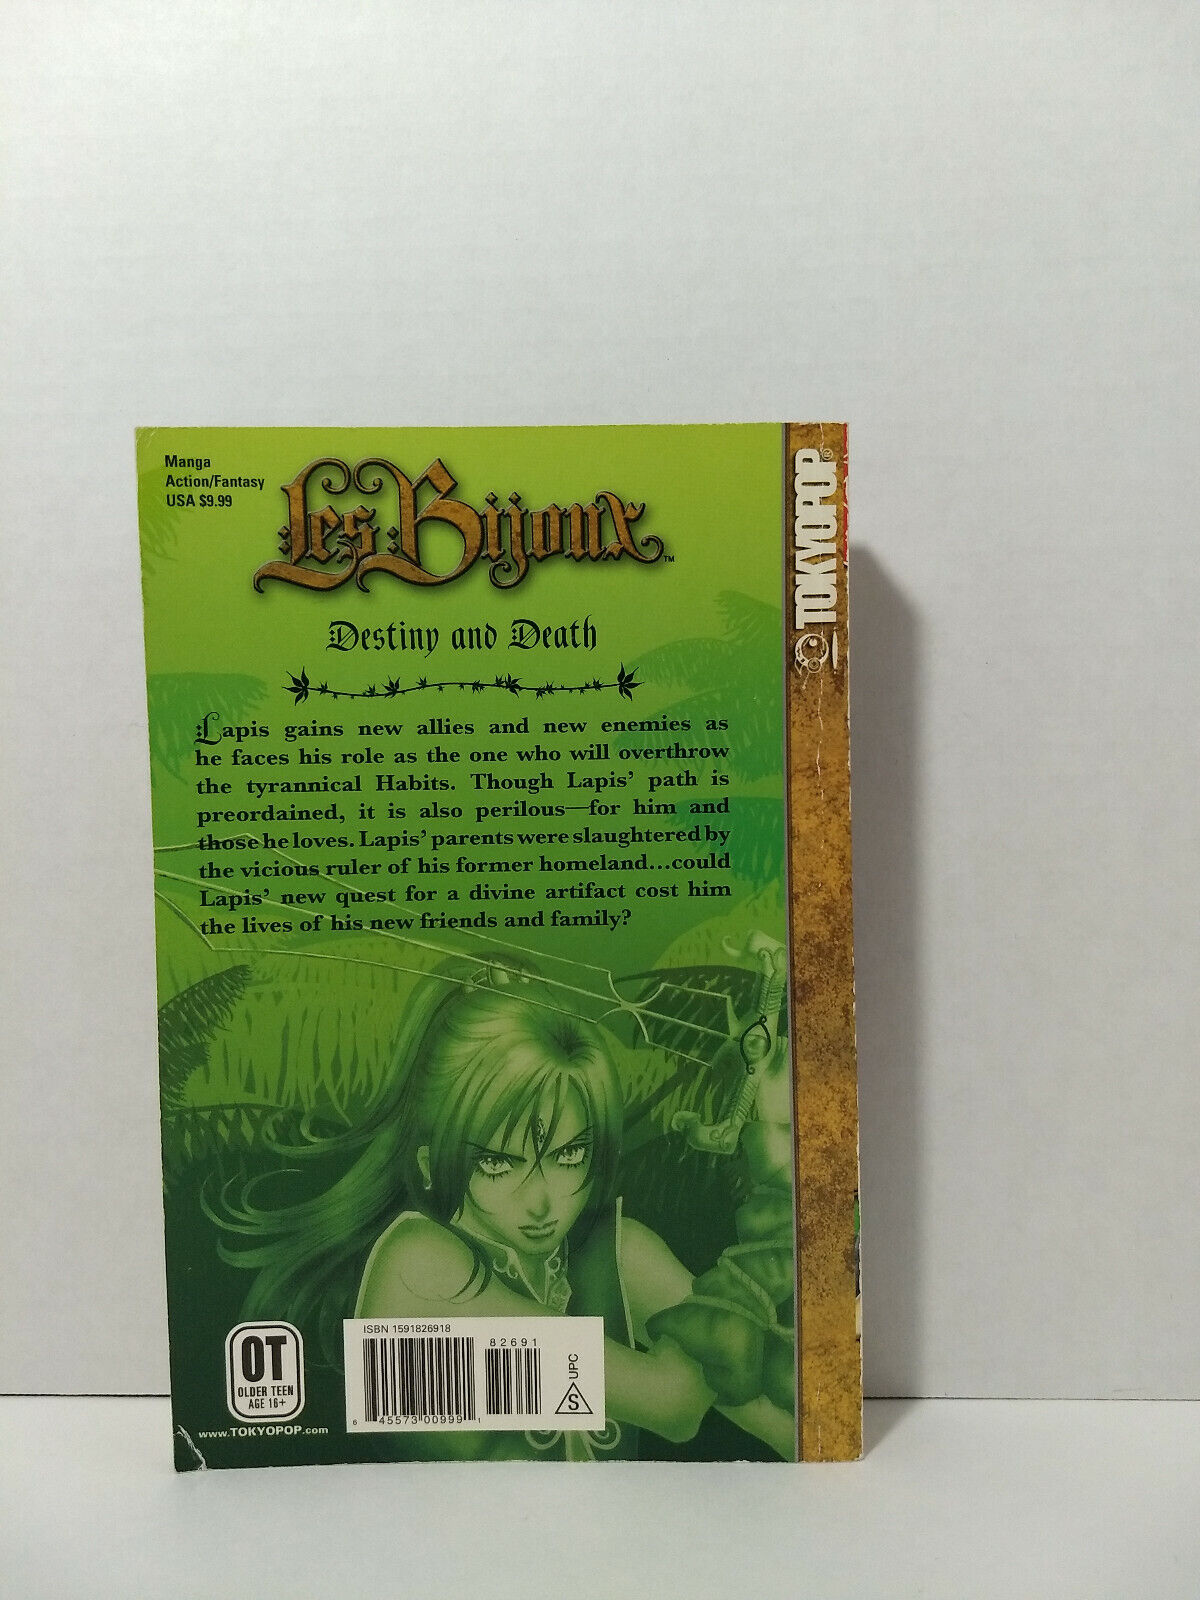 Manga
Action/Fantasy
USA $9.99
Les Bijoux™
Destiny and Death
Lapis gains new allies and new enemies as
he faces his role as the one who will overthrow
the tyrannical Habits. Though Lapis' path is
preordained, it is also perilous—for him and
those he loves. Lapis' parents were slaughtered by
the vicious ruler of his former homeland...could
Lapis' new quest for a divine artifact cost him
the lives of his new friends and family?
TOKYOPOP®
OT
OLDER TEEN
AGE 16+
www.TOKYOPOP.com
ISBN 1591826918
82691
6 45573 00999 1
S
UPC